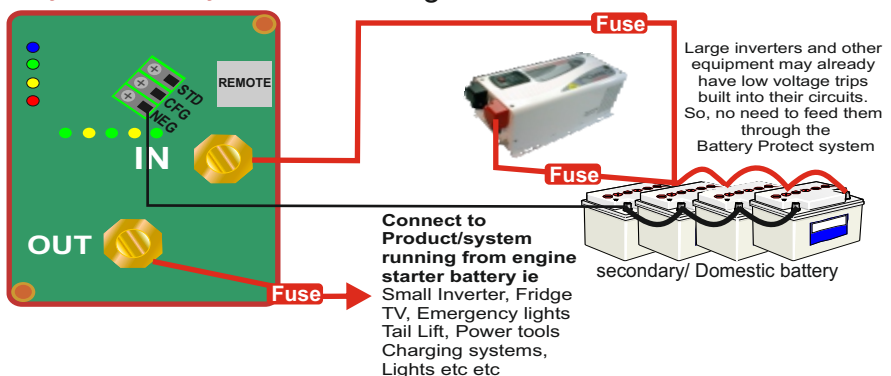 Fuse
REMOTE
STD
CFG
NEG
IN
OUT
Fuse
Fuse
Large inverters and other
equipment may already
have low voltage trips
built into their circuits.
So, no need to feed them
through the
Battery Protect system
Connect to
Product/system
running from engine
starter battery ie
Small Inverter, Fridge
TV, Emergency lights
Tail Lift, Power tools
Charging systems,
Lights etc etc
secondary/ Domestic battery